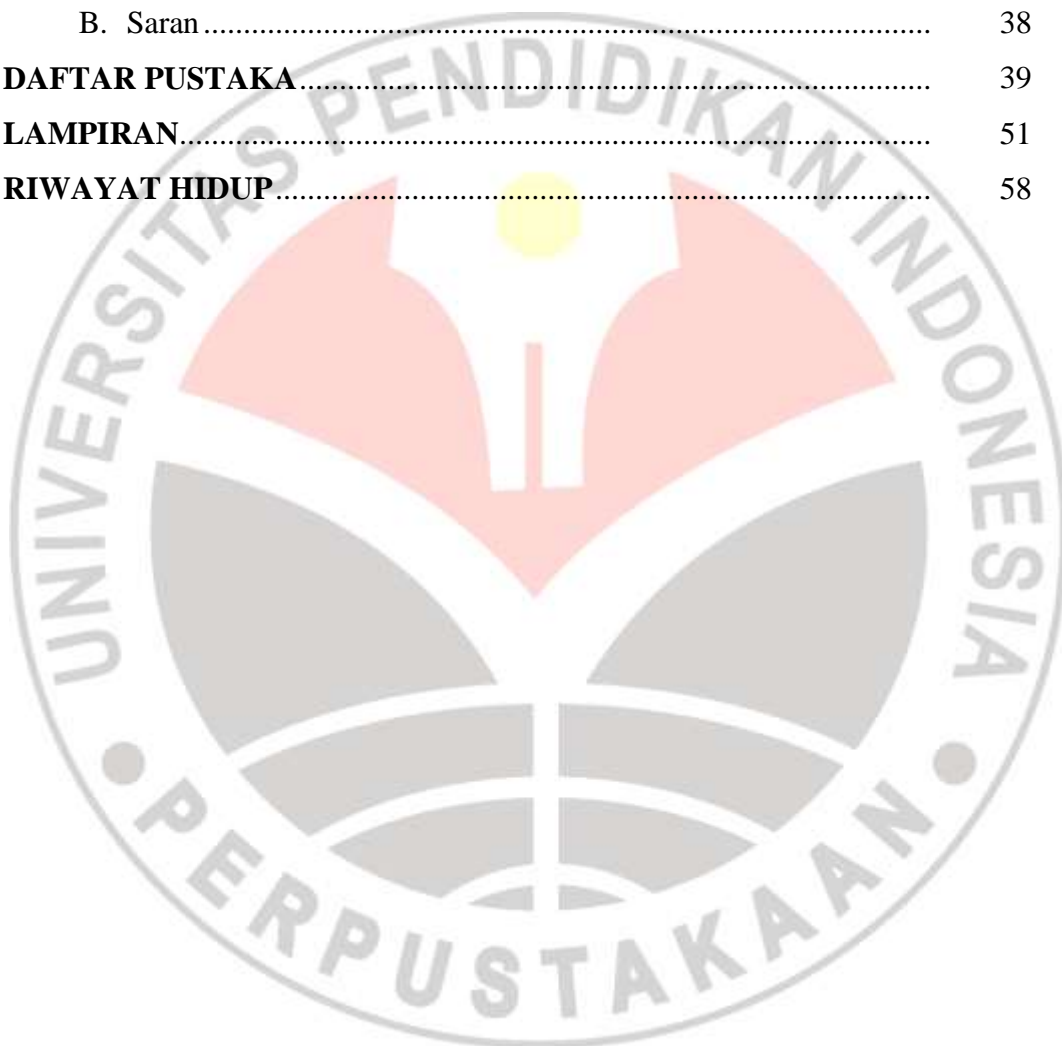 B. Saran ........................................................................................... 38
DAFTAR PUSTAKA ............................................................................... 39
LAMPIRAN .............................................................................................. 51
RIWAYAT HIDUP .................................................................................. 58
UNIVERSITAS PENDIDIKAN INDONESIA
PERPUSTAKAAN